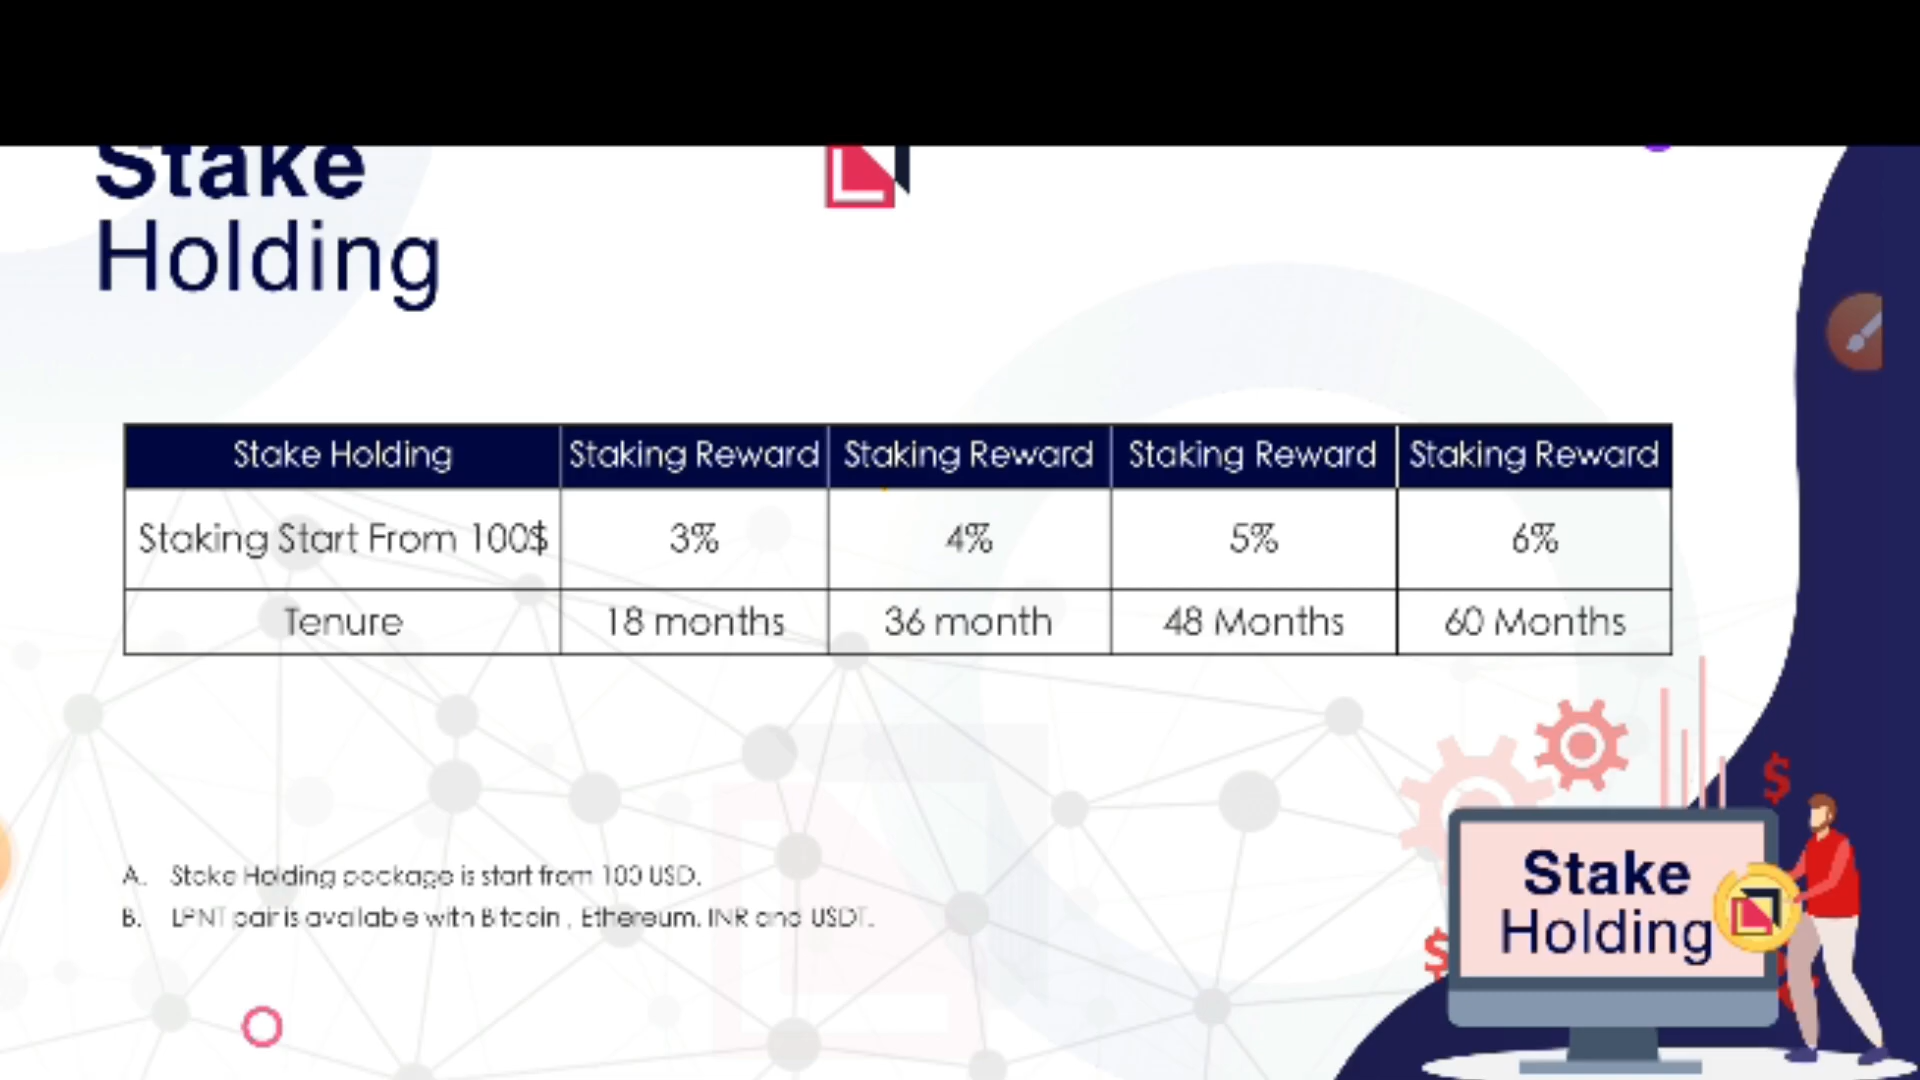 Stake
Holding
Stake Holding Staking Reward Staking Reward Staking Reward Staking Reward
Staking Start From 100$ 3% 4% 5% 6%
Tenure 18 months 36 month 48 Months 60 Months
A. Stake Holding package is start from 100 USD.
B. LPNT pair is available with Bitcoin , Ethereum, INR and USDT.
Stake
Holding